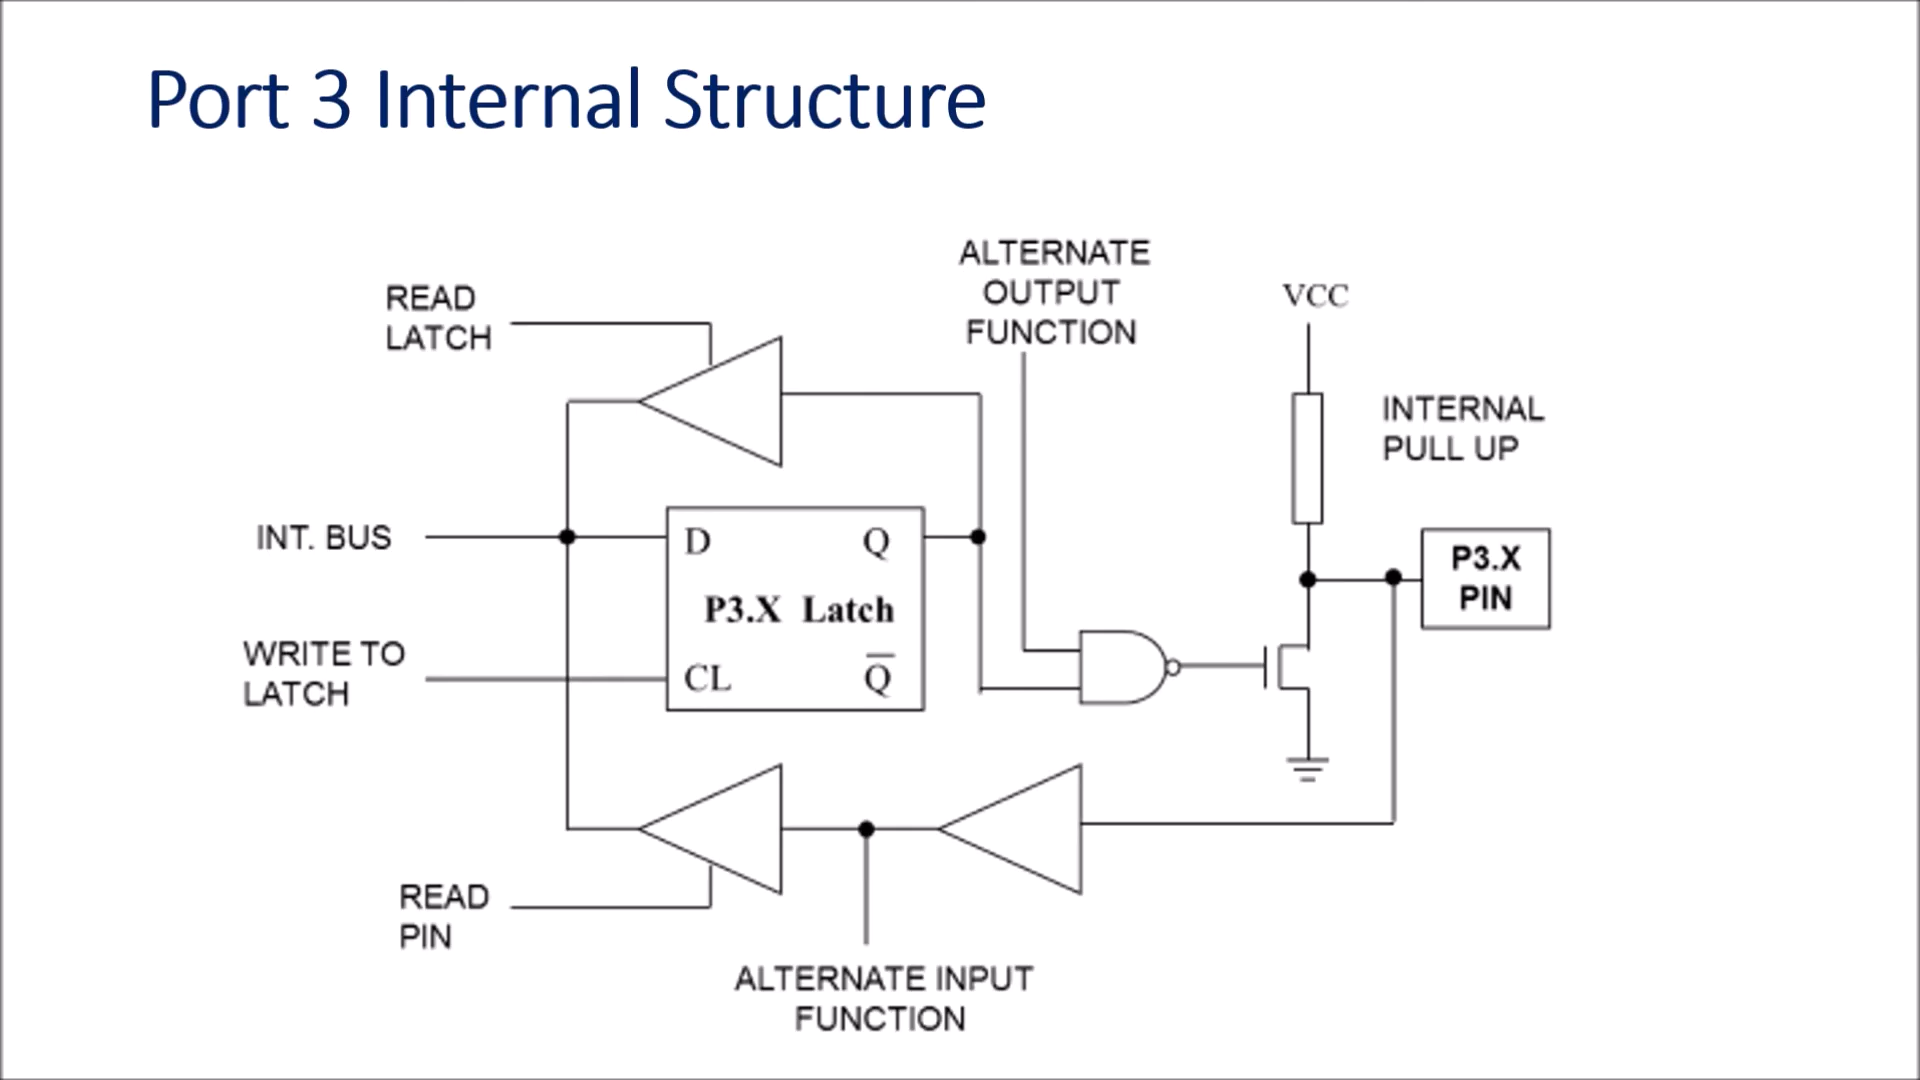 Port 3 Internal Structure
ALTERNATE
OUTPUT
FUNCTION
READ
LATCH
VCC
INTERNAL
PULL UP
INT. BUS
D
Q
P3.X Latch
P3.X
PIN
WRITE TO
LATCH
CL
Q̅
READ
PIN
ALTERNATE INPUT
FUNCTION